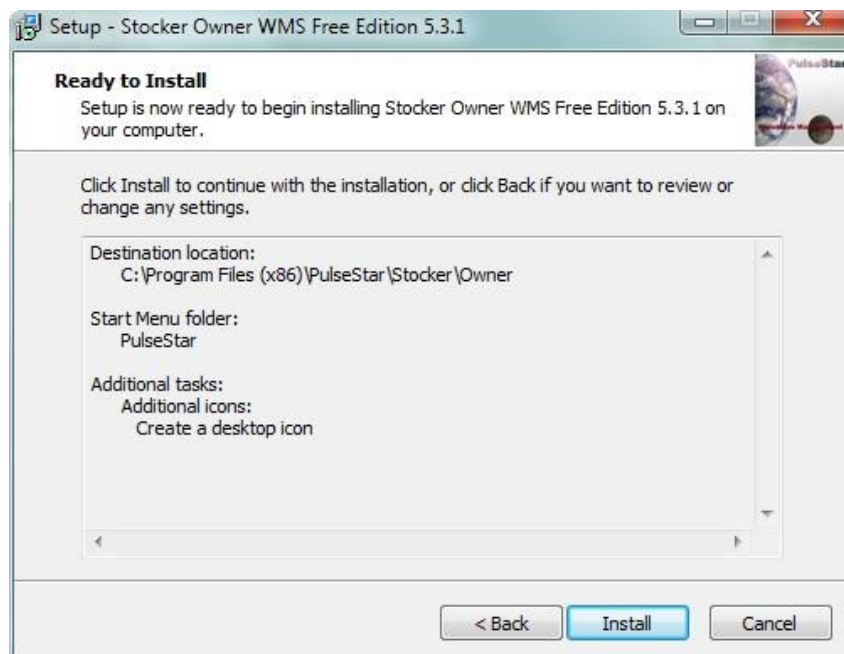 Setup - Stocker Owner WMS Free Edition 5.3.1
PulseStar
Ready to Install
Setup is now ready to begin installing Stocker Owner WMS Free Edition 5.3.1 on
your computer.
Click Install to continue with the installation, or click Back if you want to review or
change any settings.
Destination location:
C:\Program Files (x86)\PulseStar\Stocker\Owner
Start Menu folder:
PulseStar
Additional tasks:
Additional icons:
Create a desktop icon
< Back
Install
Cancel